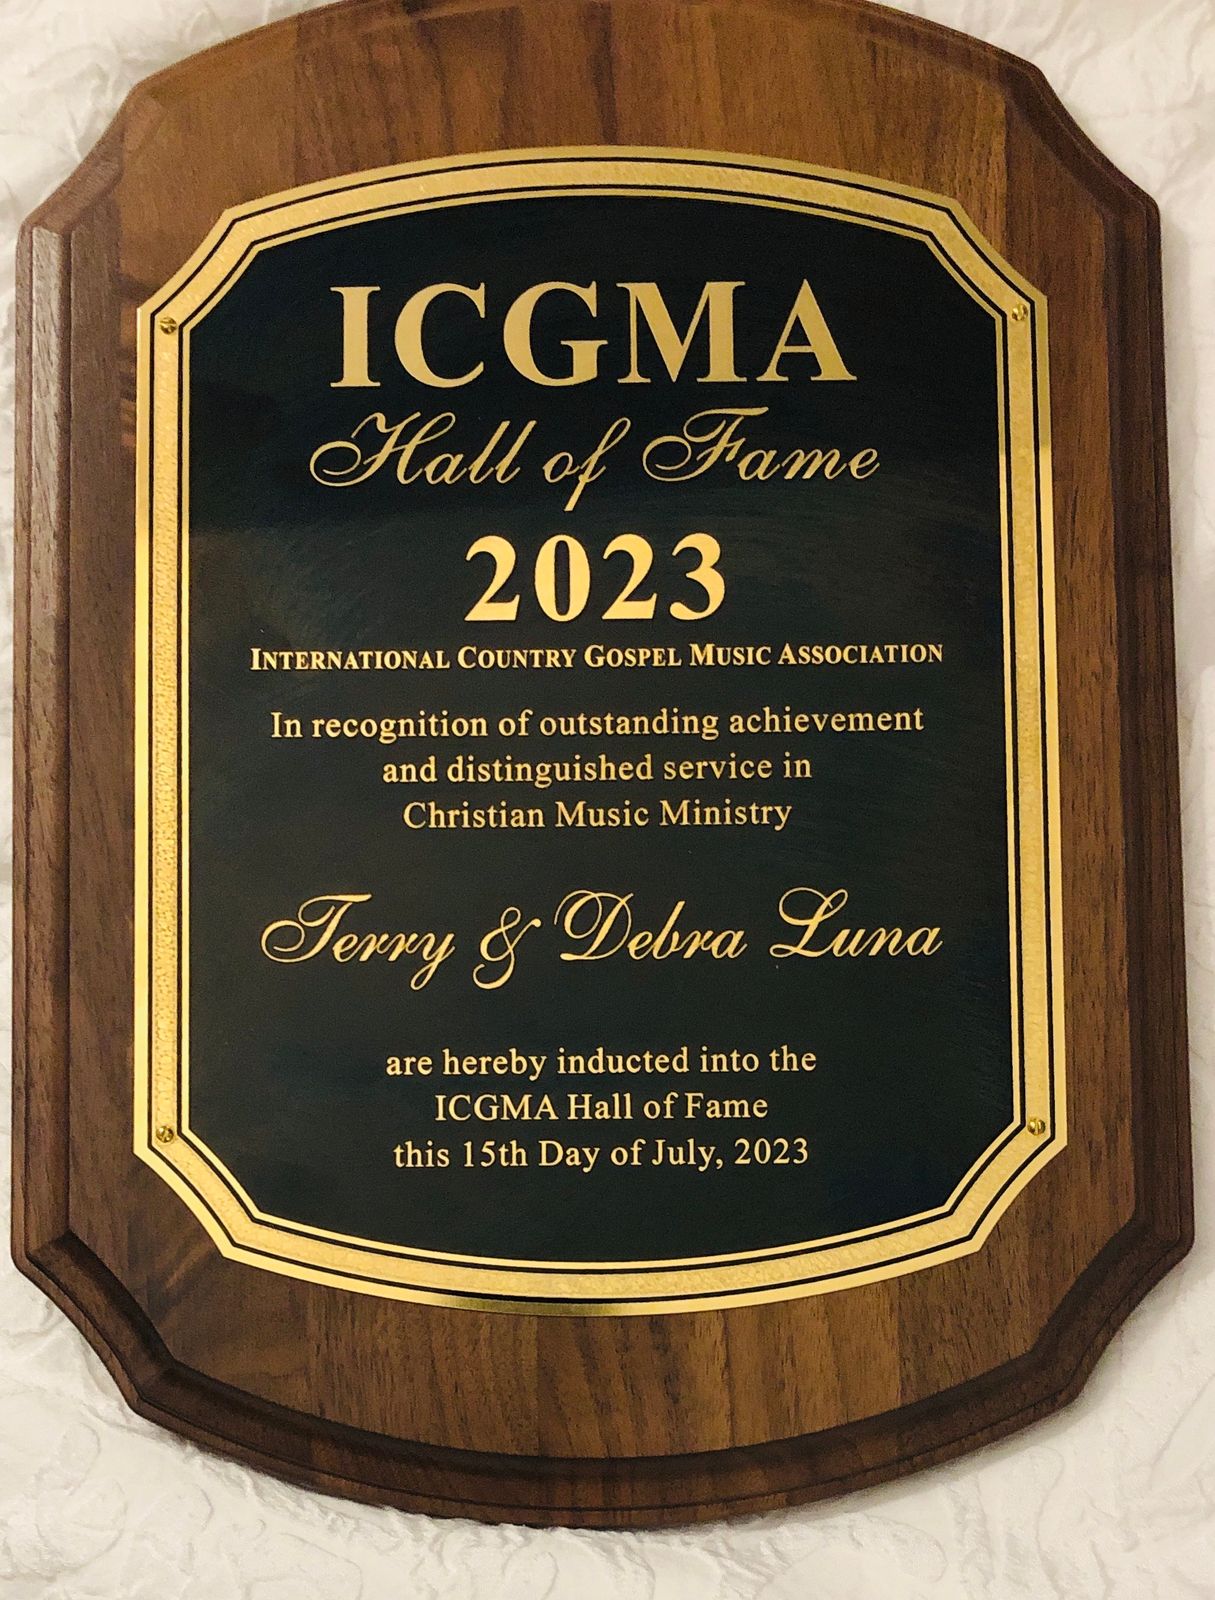 ICGMA
Hall of Fame
2023
INTERNATIONAL COUNTRY GOSPEL MUSIC ASSOCIATION
In recognition of outstanding achievement
and distinguished service in
Christian Music Ministry
Terry & Debra Luna
are hereby inducted into the
ICGMA Hall of Fame
this 15th Day of July, 2023